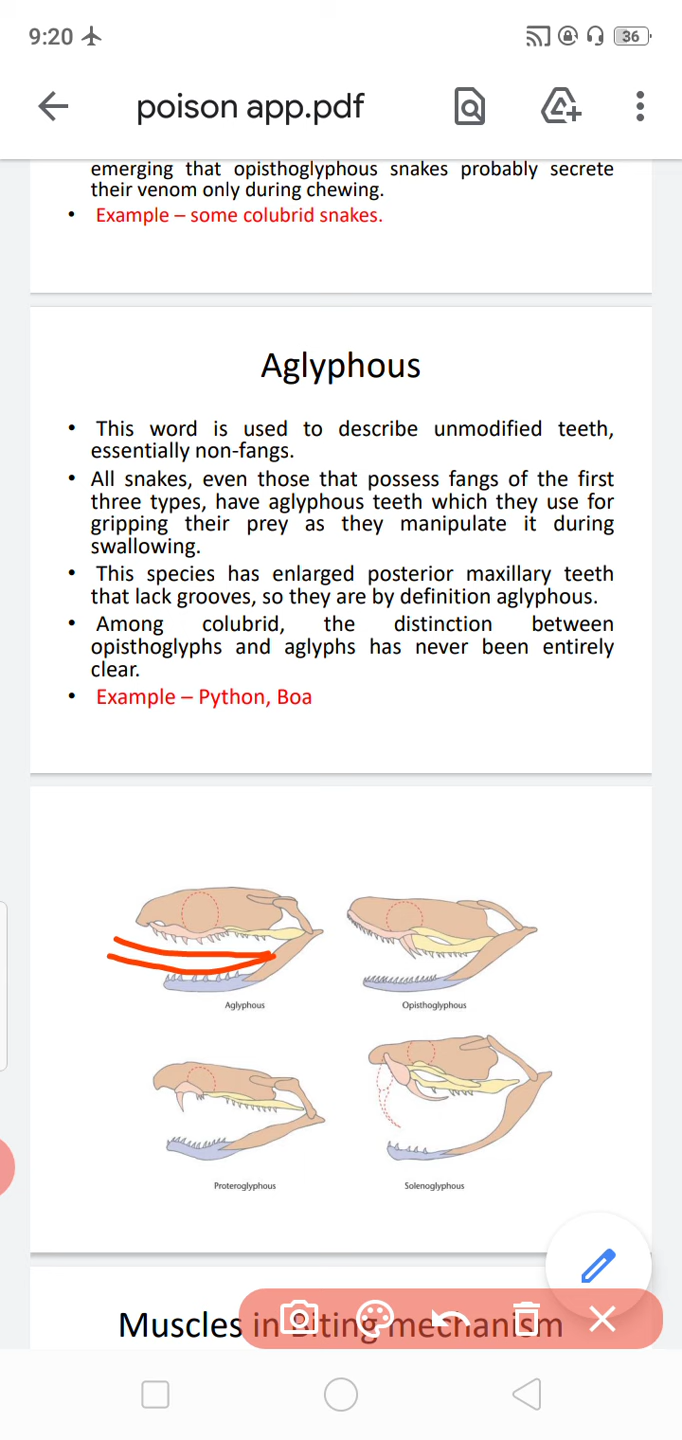 9:20
36
poison app.pdf
emerging that opisthoglyphous snakes probably secrete
their venom only during chewing.
• Example – some colubrid snakes.
Aglyphous
• This word is used to describe unmodified teeth,
essentially non-fangs.
• All snakes, even those that possess fangs of the first
three types, have aglyphous teeth which they use for
gripping their prey as they manipulate it during
swallowing.
• This species has enlarged posterior maxillary teeth
that lack grooves, so they are by definition aglyphous.
• Among colubrid, the distinction between
opisthoglyphs and aglyphs has never been entirely
clear.
• Example – Python, Boa
Aglyphous
Opisthoglyphous
Proteroglyphous
Solenoglyphous
Muscles in Biting mechanism